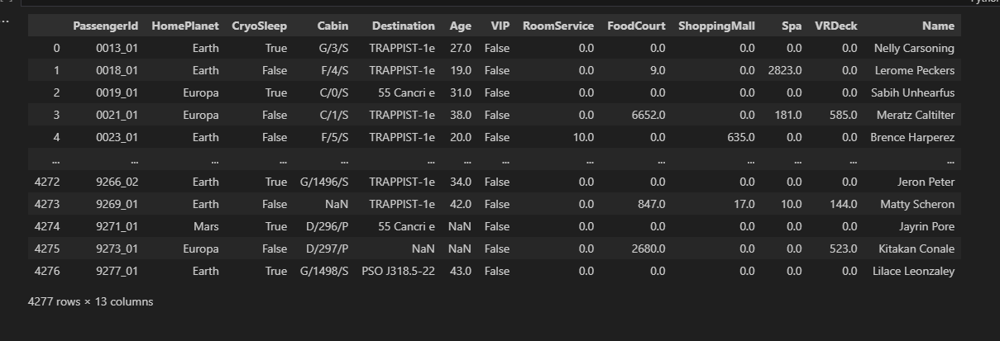 PassengerId HomePlanet CryoSleep Cabin Destination Age VIP RoomService FoodCourt ShoppingMall Spa VRDeck Name
0 0013_01 Earth True G/3/S TRAPPIST-1e 27.0 False 0.0 0.0 0.0 0.0 0.0 Nelly Carsoning
1 0018_01 Earth False F/4/S TRAPPIST-1e 19.0 False 0.0 9.0 0.0 2823.0 0.0 Lerome Peckers
2 0019_01 Europa True C/0/S 55 Cancri e 31.0 False 0.0 0.0 0.0 0.0 0.0 Sabih Unhearfus
3 0021_01 Europa False C/1/S TRAPPIST-1e 38.0 False 0.0 6652.0 0.0 181.0 585.0 Meratz Caltilter
4 0023_01 Earth False F/5/S TRAPPIST-1e 20.0 False 10.0 0.0 635.0 0.0 0.0 Brence Harperez
... ... ... ... ... ... ... ... ... ... ... ... ... ...
4272 9266_02 Earth True G/1496/S TRAPPIST-1e 34.0 False 0.0 0.0 0.0 0.0 0.0 Jeron Peter
4273 9269_01 Earth False NaN TRAPPIST-1e 42.0 False 0.0 847.0 17.0 10.0 144.0 Matty Scheron
4274 9271_01 Mars True D/296/P 55 Cancri e NaN False 0.0 0.0 0.0 0.0 0.0 Jayrin Pore
4275 9273_01 Europa False D/297/P NaN NaN False 0.0 2680.0 0.0 0.0 523.0 Kitakan Conale
4276 9277_01 Earth True G/1498/S PSO J318.5-22 43.0 False 0.0 0.0 0.0 0.0 0.0 Lilace Leonzaley
4277 rows × 13 columns